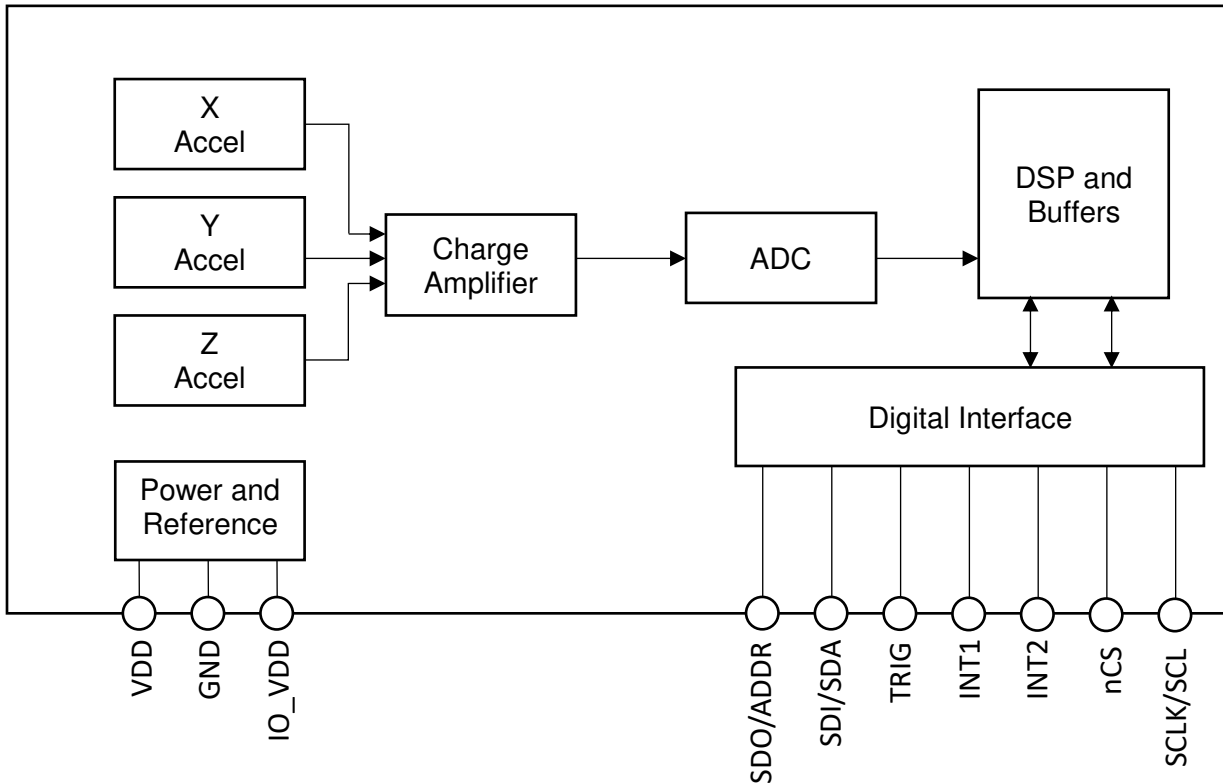 X
Accel
Y
Accel
Z
Accel
Charge
Amplifier
ADC
DSP and
Buffers
Digital Interface
Power and
Reference
VDD
GND
IO_VDD
SDO/ADDR
SDI/SDA
TRIG
INT1
INT2
nCS
SCLK/SCL